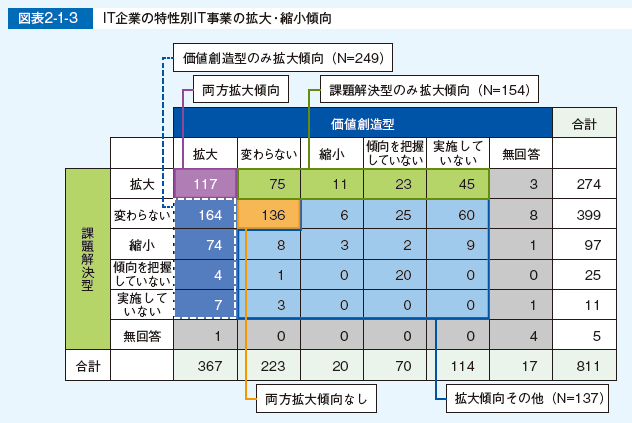 図表2-1-3 IT企業の特性別IT事業の拡大・縮小傾向
価値創造型のみ拡大傾向（N=249）
両方拡大傾向 課題解決型のみ拡大傾向（N=154）
価値創造型 合計
拡大 変わらない 縮小 傾向を把握していない 実施していない 無回答
課題解決型
拡大 117 75 11 23 45 3 274
変わらない 164 136 6 25 60 8 399
縮小 74 8 3 2 9 1 97
傾向を把握していない 4 1 0 20 0 0 25
実施していない 7 3 0 0 0 1 11
無回答 1 0 0 0 0 4 5
合計 367 223 20 70 114 17 811
両方拡大傾向なし 拡大傾向その他（N=137）